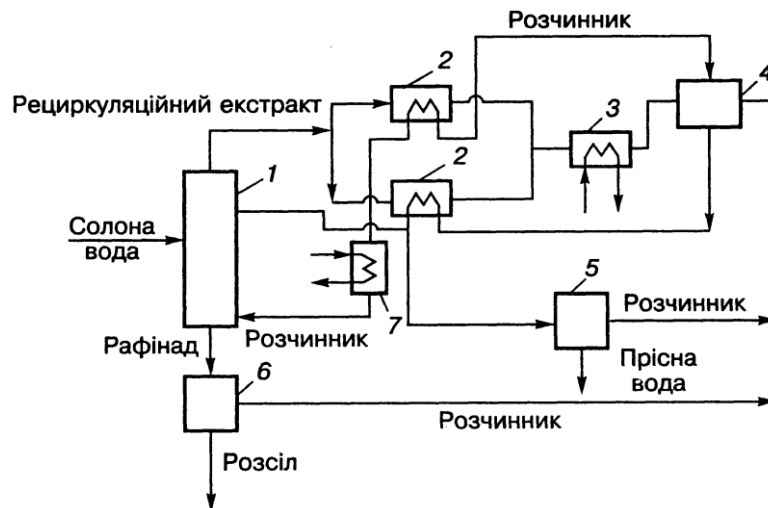 Розчинник
2
4
Рециркуляційний екстракт
3
1
2
Солона
вода
5
Розчинник
7
Розчинник
Рафінад
Прісна
вода
6
Розчинник
Розсіл